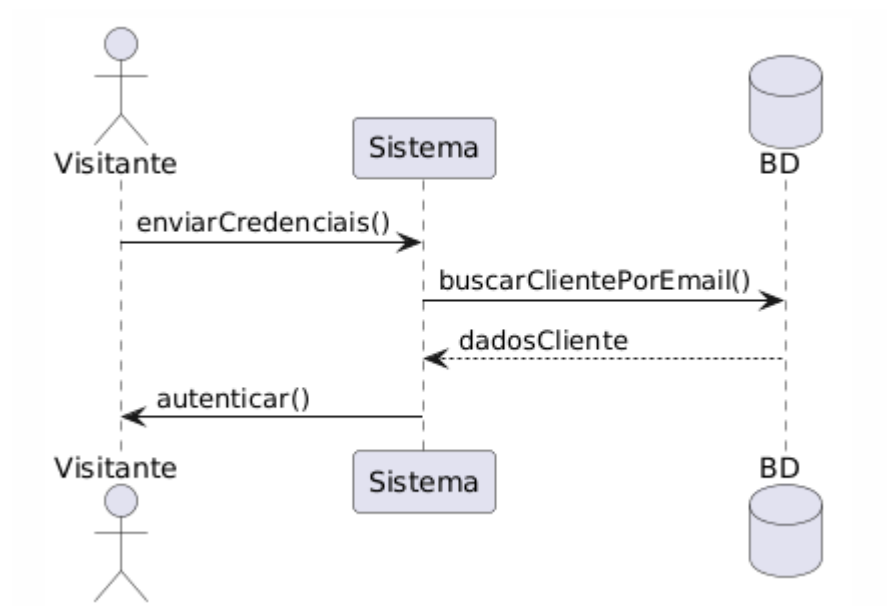 Visitante
Sistema
BD
enviarCredenciais()
buscarClientePorEmail()
dadosCliente
autenticar()
Visitante
Sistema
BD